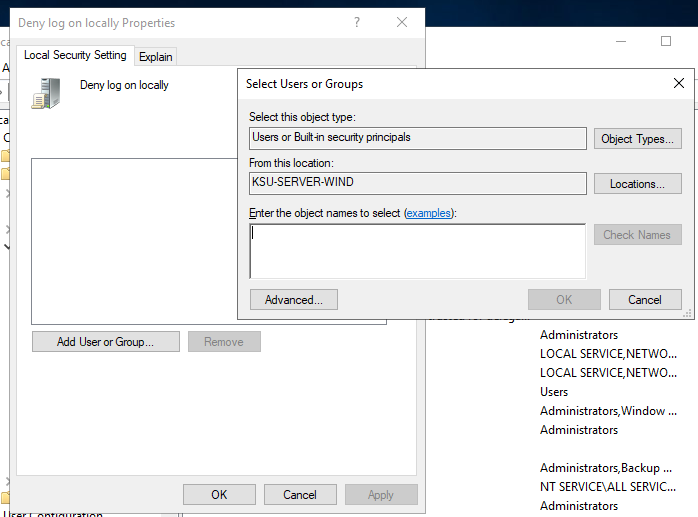 Deny log on locally Properties
?
Local Security Setting
Explain
Deny log on locally
Select Users or Groups
Select this object type:
Users or Built-in security principals
Object Types...
From this location:
KSU-SERVER-WIND
Locations...
Enter the object names to select (examples):
Check Names
Advanced...
OK
Cancel
Add User or Group...
Remove
Administrators
LOCAL SERVICE,NETWO...
LOCAL SERVICE,NETWO...
Users
Administrators,Window ...
Administrators
Administrators,Backup ...
NT SERVICE\ALL SERVIC...
Administrators
OK
Cancel
Apply